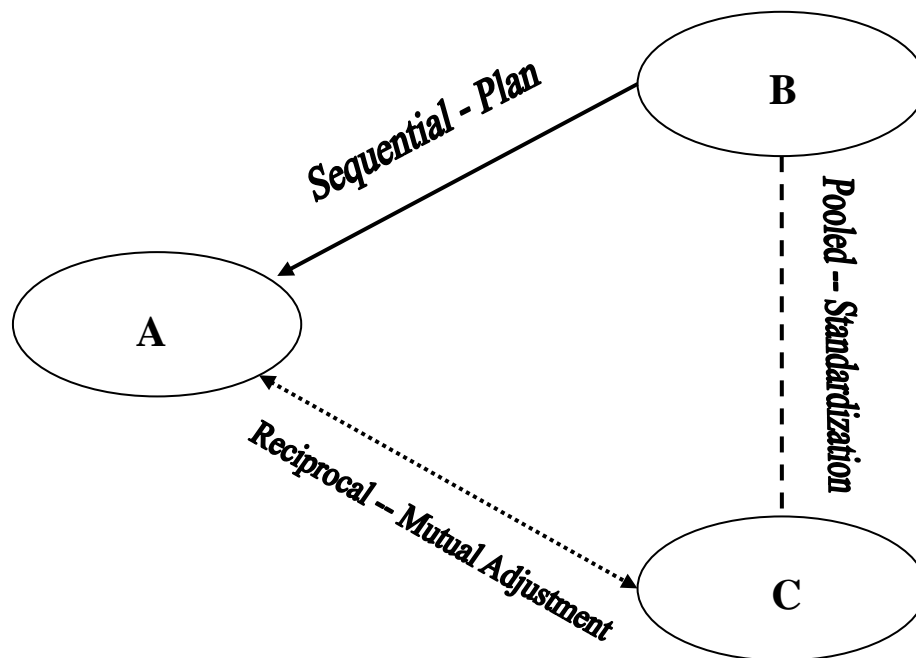 B
Sequential - Plan
Pooled -- Standardization
A
Reciprocal -- Mutual Adjustment
C